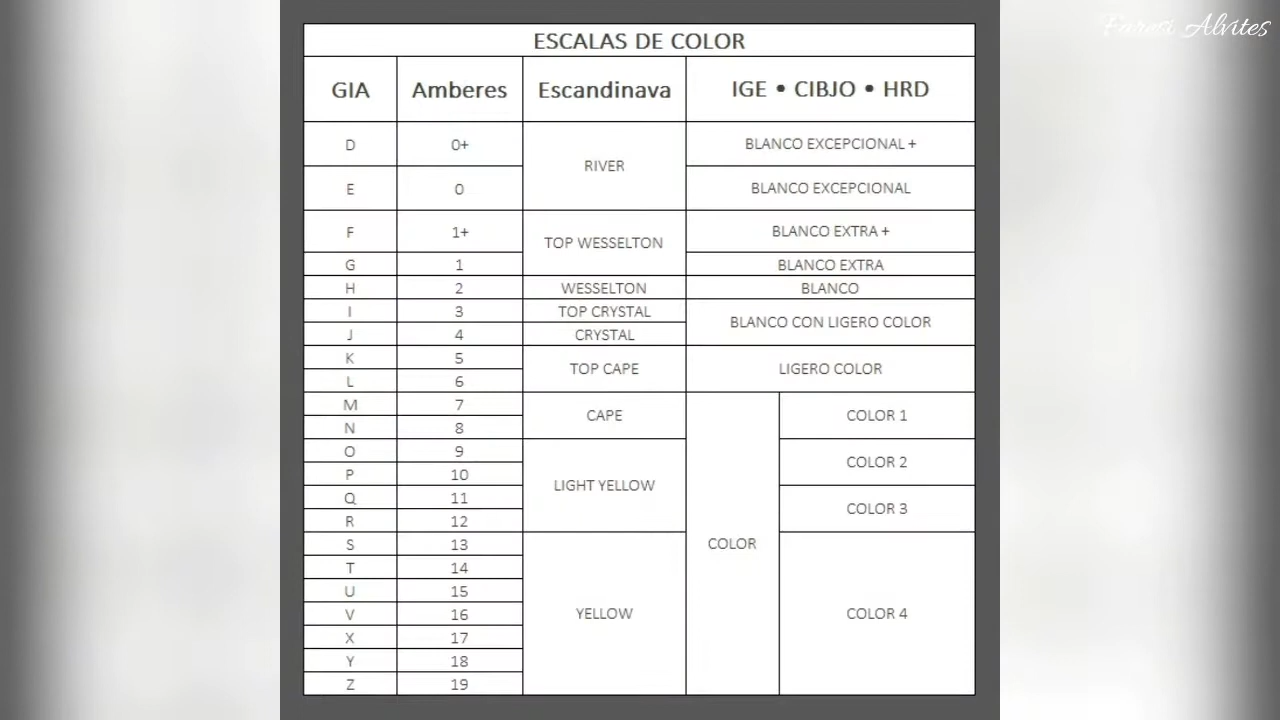 Faresi Alvites
ESCALAS DE COLOR
GIA Amberes Escandinava IGE • CIBJO • HRD
D 0+ RIVER BLANCO EXCEPCIONAL +
E 0 BLANCO EXCEPCIONAL
F 1+ TOP WESSELTON BLANCO EXTRA +
G 1 BLANCO EXTRA
H 2 WESSELTON BLANCO
I 3 TOP CRYSTAL BLANCO CON LIGERO COLOR
J 4 CRYSTAL
K 5 TOP CAPE LIGERO COLOR
L 6
M 7 CAPE COLOR COLOR 1
N 8
O 9 LIGHT YELLOW COLOR 2
P 10
Q 11 COLOR 3
R 12
S 13 YELLOW COLOR 4
T 14
U 15
V 16
X 17
Y 18
Z 19